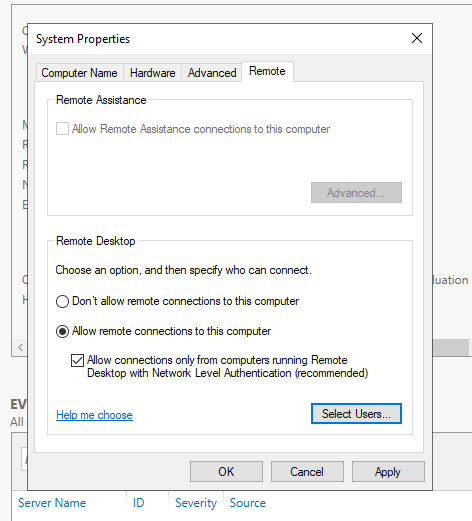 System Properties
Computer Name
Hardware
Advanced
Remote
Remote Assistance
Allow Remote Assistance connections to this computer
Advanced...
Remote Desktop
Choose an option, and then specify who can connect.
Don't allow remote connections to this computer
Allow remote connections to this computer
Allow connections only from computers running Remote
Desktop with Network Level Authentication (recommended)
Help me choose
Select Users...
OK
Cancel
Apply
EV
All
Server Name
ID
Severity
Source